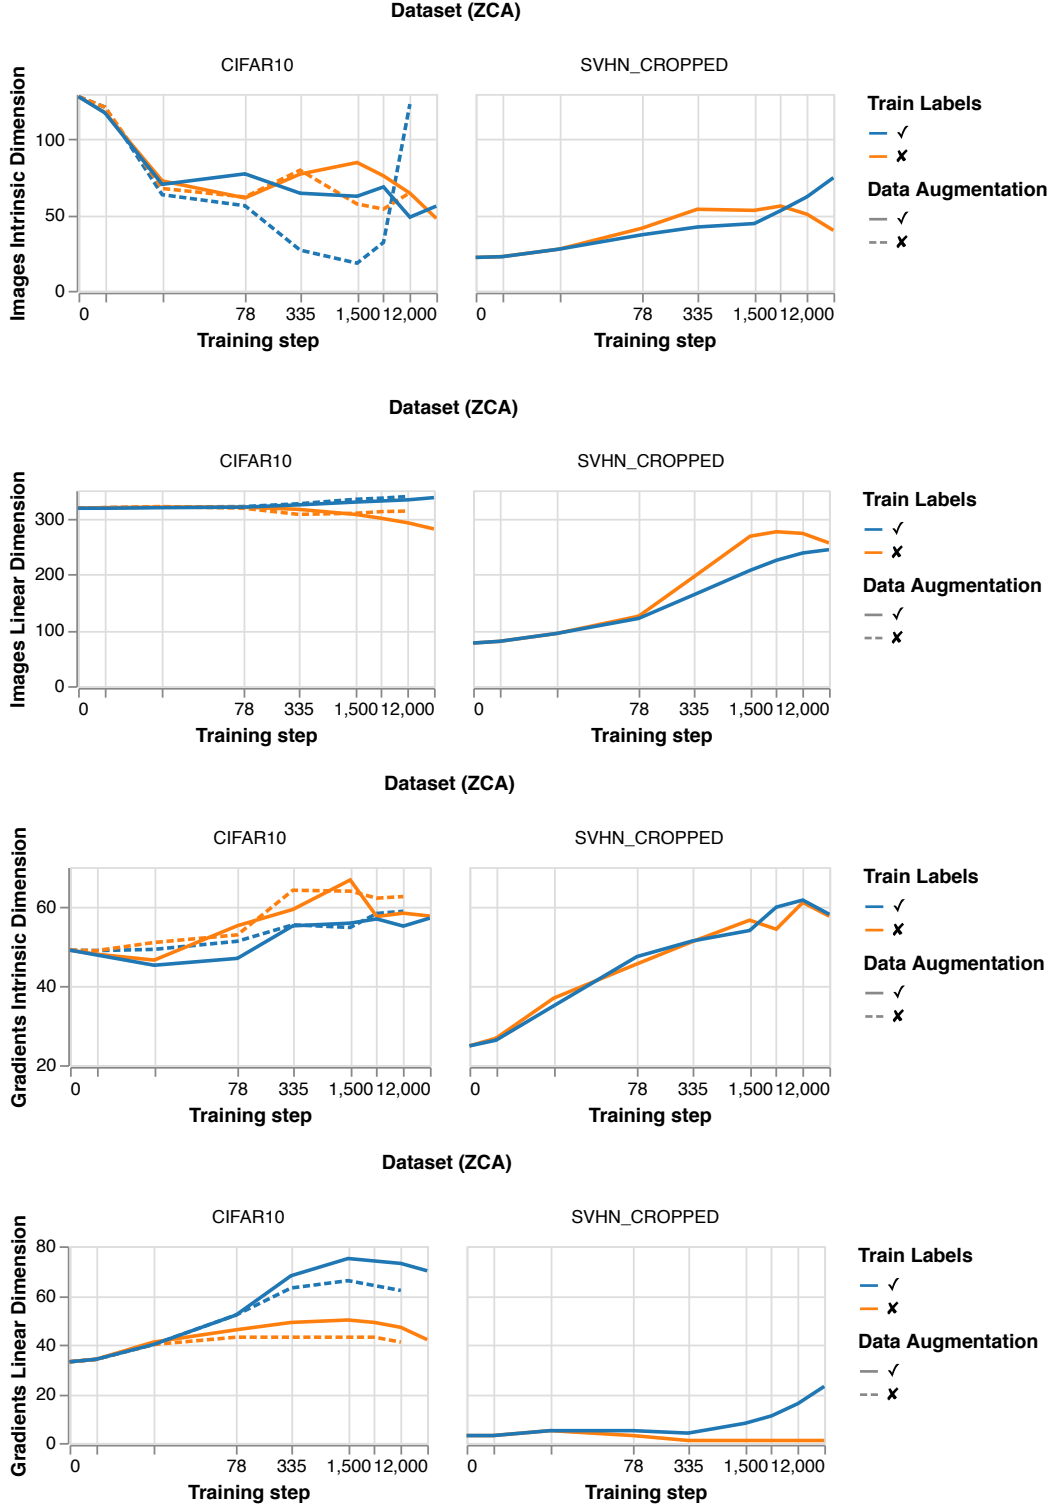 Dataset (ZCA)
CIFAR10
SVHN_CROPPED
Images Intrinsic Dimension
100
50
0
0 78 335 1,500 12,000
Training step
0 78 335 1,500 12,000
Training step
Train Labels
✓
✘
Data Augmentation
✓
✘
Dataset (ZCA)
CIFAR10
SVHN_CROPPED
Images Linear Dimension
300
200
100
0
0 78 335 1,500 12,000
Training step
0 78 335 1,500 12,000
Training step
Train Labels
✓
✘
Data Augmentation
✓
✘
Dataset (ZCA)
CIFAR10
SVHN_CROPPED
Gradients Intrinsic Dimension
60
40
20
0 78 335 1,500 12,000
Training step
0 78 335 1,500 12,000
Training step
Train Labels
✓
✘
Data Augmentation
✓
✘
Dataset (ZCA)
CIFAR10
SVHN_CROPPED
Gradients Linear Dimension
80
60
40
20
0
0 78 335 1,500 12,000
Training step
0 78 335 1,500 12,000
Training step
Train Labels
✓
✘
Data Augmentation
✓
✘